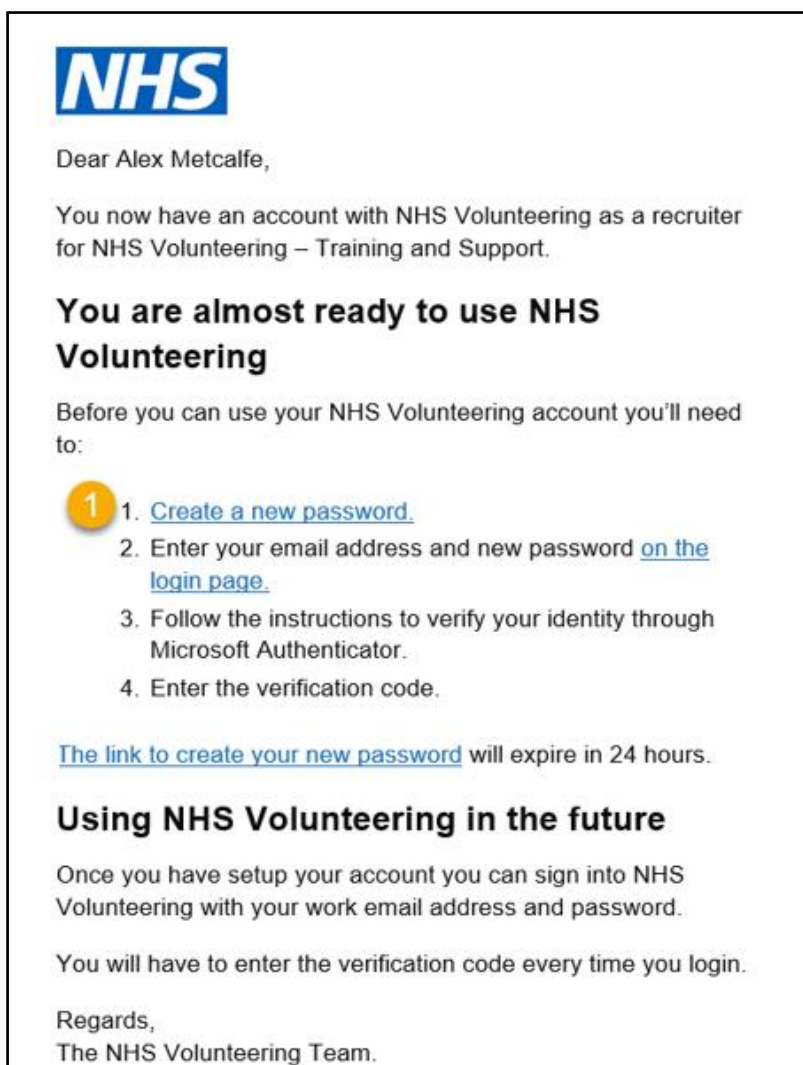 NHS
Dear Alex Metcalfe,
You now have an account with NHS Volunteering as a recruiter
for NHS Volunteering – Training and Support.
You are almost ready to use NHS
Volunteering
Before you can use your NHS Volunteering account you’ll need
to:
1 1. Create a new password.
2. Enter your email address and new password on the
login page.
3. Follow the instructions to verify your identity through
Microsoft Authenticator.
4. Enter the verification code.
The link to create your new password will expire in 24 hours.
Using NHS Volunteering in the future
Once you have setup your account you can sign into NHS
Volunteering with your work email address and password.
You will have to enter the verification code every time you login.
Regards,
The NHS Volunteering Team.